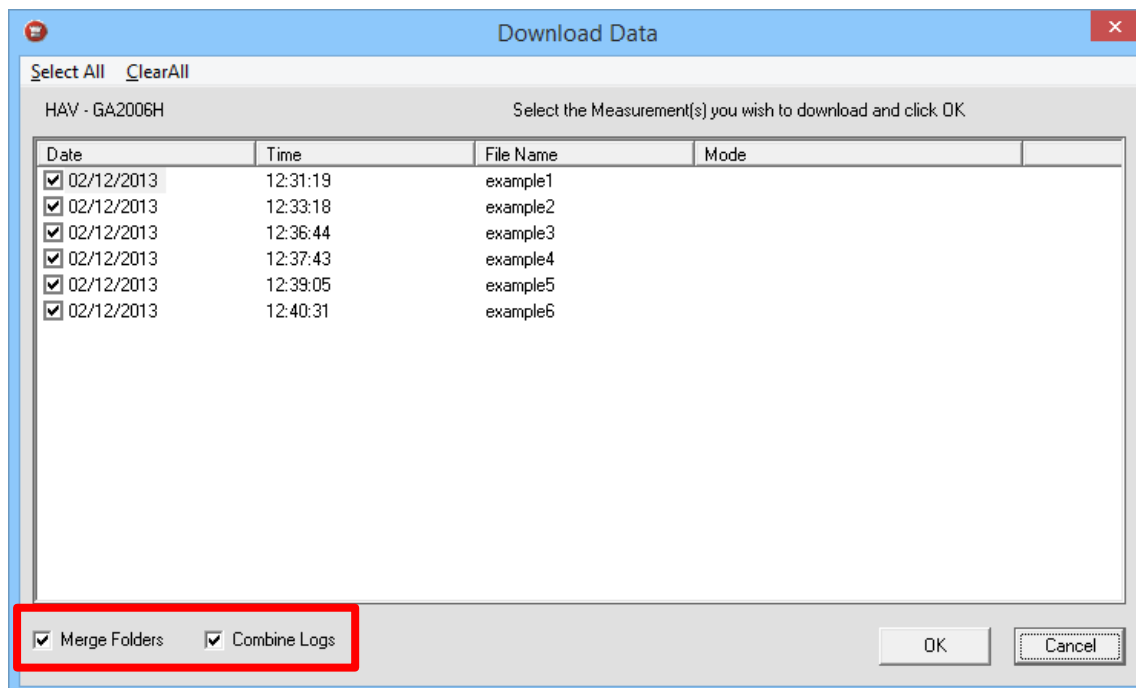 Download Data
Select All ClearAll
HAV - GA2006H Select the Measurement(s) you wish to download and click OK
Date Time File Name Mode
02/12/2013 12:31:19 example1
02/12/2013 12:33:18 example2
02/12/2013 12:36:44 example3
02/12/2013 12:37:43 example4
02/12/2013 12:39:05 example5
02/12/2013 12:40:31 example6
Merge Folders Combine Logs OK Cancel